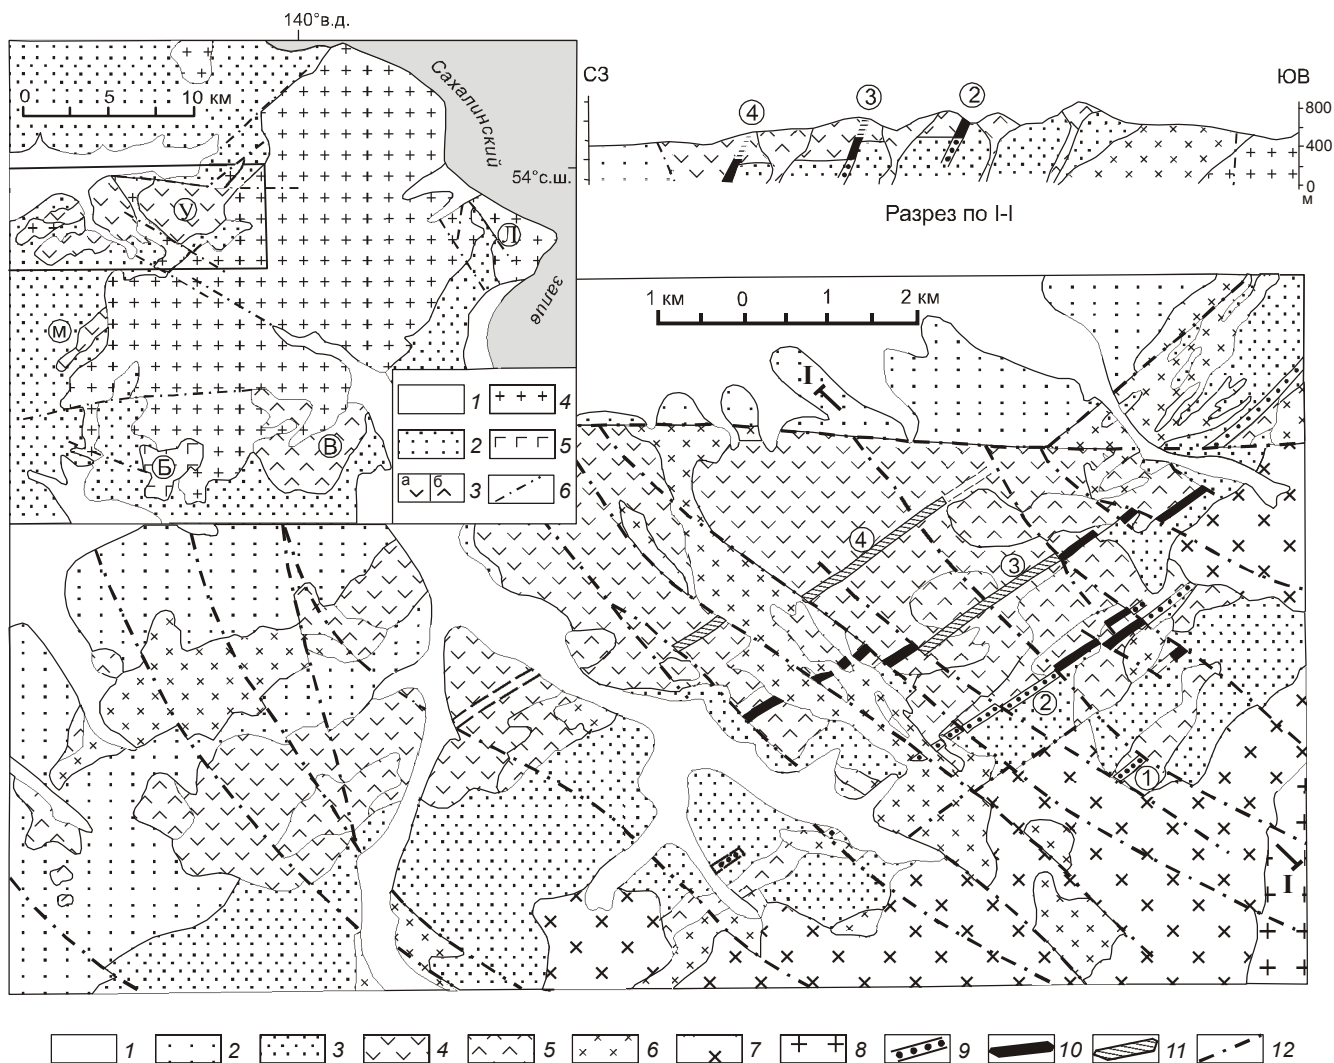 140°в.д.
0 5 10 км
Сахалинский
залив
54°с.ш.
У
Л
М
Б
В
1 4
2 5
а б 3 6
СЗ ЮВ
4 3 2
800
400
0
м
Разрез по I-I
1 км 0 1 2 км
I
4
3
2
1
I
1 2 3 4 5 6 7 8 9 10 11 12